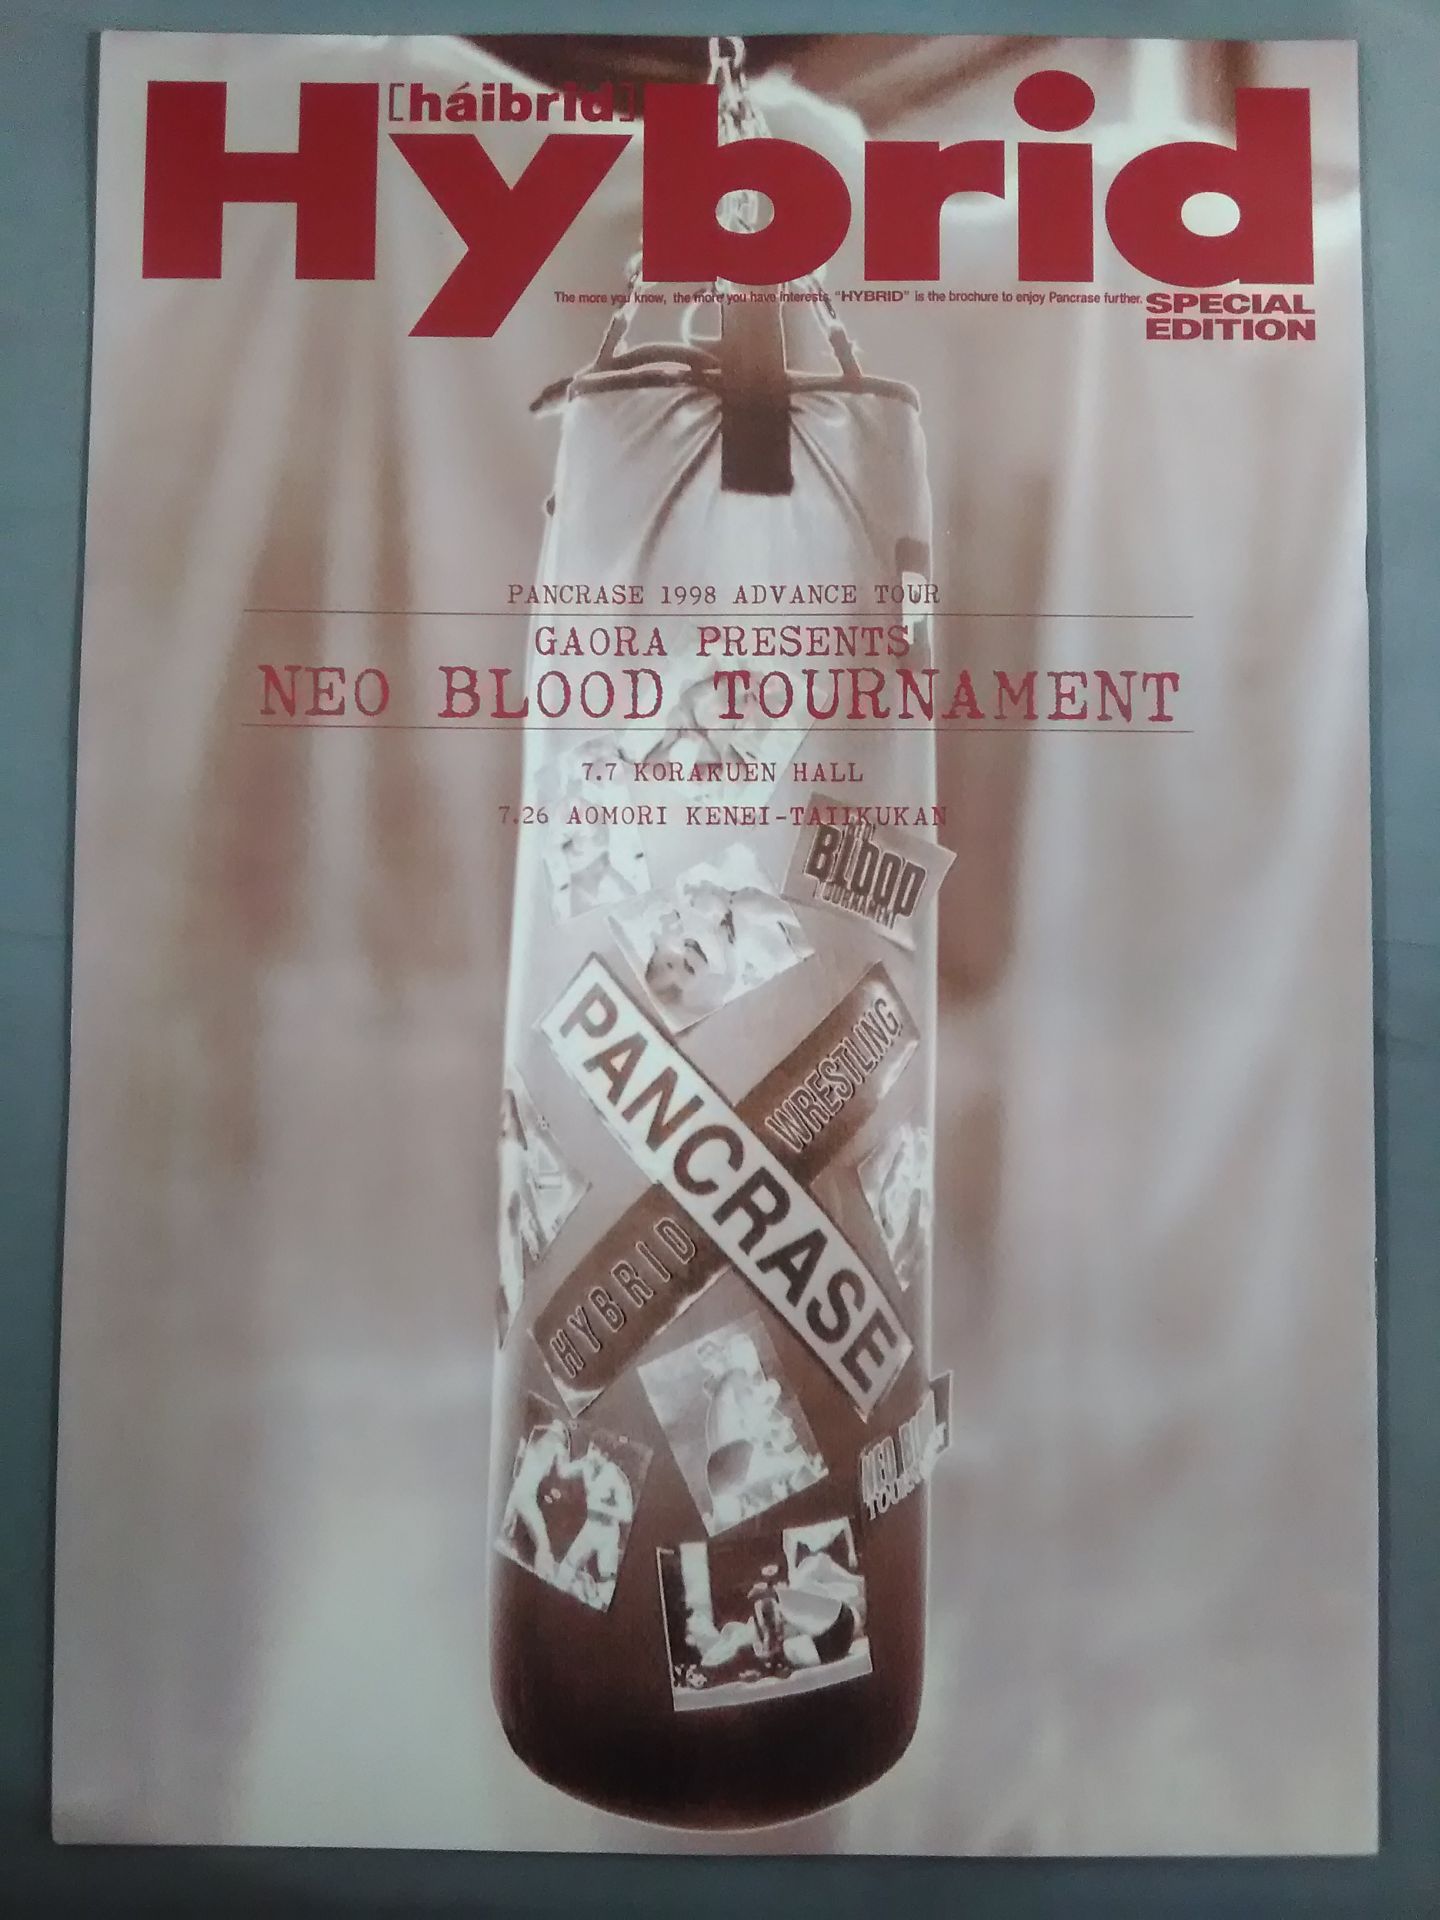 Hybrid
[háibrid]
The more you know, the more you have interests. "HYBRID" is the brochure to enjoy Pancrase further.
SPECIAL
EDITION
PANCRASE 1998 ADVANCE TOUR
GAORA PRESENTS
NEO BLOOD TOURNAMENT
7.7 KORAKUEN HALL
7.26 AOMORI KENEI-TAIIKUKAN
BLOOD
TOURNAMENT
PANCRASE
HYBRID WRESTLING
NEO